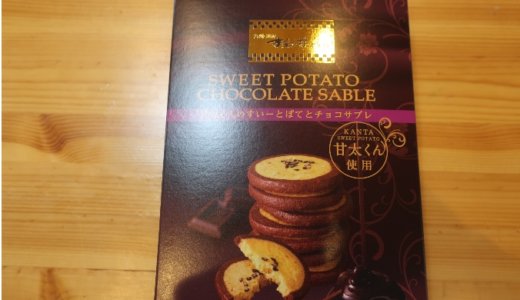 SWEET POTATO
CHOCOLATE SABLE
すいーとぽてとチョコサブレ
KANTA
SWEET POTATO
甘太くん
使用